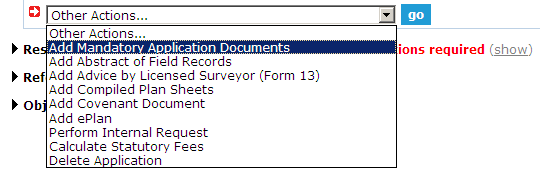 Other Actions... go
Other Actions...
Add Mandatory Application Documents
Add Abstract of Field Records
Add Advice by Licensed Surveyor (Form 13)
Add Compiled Plan Sheets
Add Covenant Document
Add ePlan
Perform Internal Request
Calculate Statutory Fees
Delete Application
Res ions required (show)
Ref
Obj